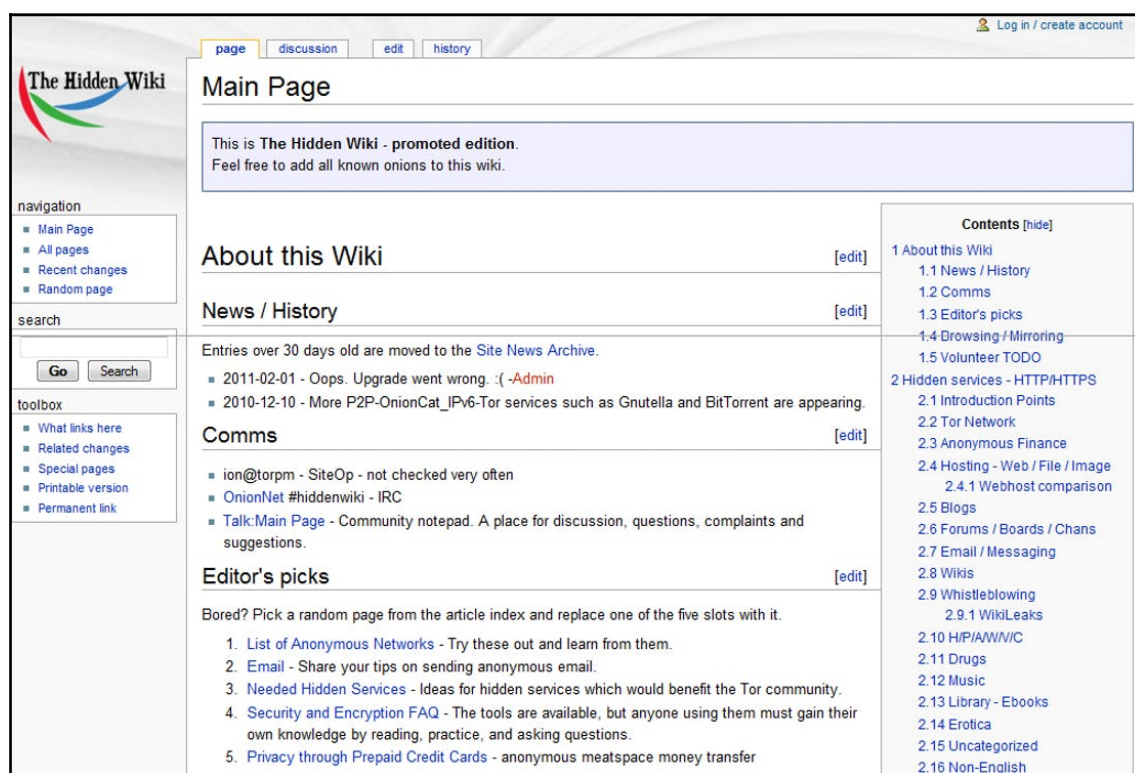 Log in / create account
page
discussion
edit
history
The Hidden Wiki
Main Page
This is The Hidden Wiki - promoted edition.
Feel free to add all known onions to this wiki.
navigation
Main Page
All pages
Recent changes
Random page
search
Go
Search
toolbox
What links here
Related changes
Special pages
Printable version
Permanent link
About this Wiki
[edit]
News / History
[edit]
Entries over 30 days old are moved to the Site News Archive.
2011-02-01 - Oops. Upgrade went wrong. :( -Admin
2010-12-10 - More P2P-OnionCat_IPv6-Tor services such as Gnutella and BitTorrent are appearing.
Comms
[edit]
ion@torpm - SiteOp - not checked very often
OnionNet #hiddenwiki - IRC
Talk:Main Page - Community notepad. A place for discussion, questions, complaints and
suggestions.
Editor's picks
[edit]
Bored? Pick a random page from the article index and replace one of the five slots with it.
1. List of Anonymous Networks - Try these out and learn from them.
2. Email - Share your tips on sending anonymous email.
3. Needed Hidden Services - Ideas for hidden services which would benefit the Tor community.
4. Security and Encryption FAQ - The tools are available, but anyone using them must gain their
own knowledge by reading, practice, and asking questions.
5. Privacy through Prepaid Credit Cards - anonymous meatspace money transfer
Contents [hide]
1 About this Wiki
1.1 News / History
1.2 Comms
1.3 Editor's picks
1.4 Browsing / Mirroring
1.5 Volunteer TODO
2 Hidden services - HTTP/HTTPS
2.1 Introduction Points
2.2 Tor Network
2.3 Anonymous Finance
2.4 Hosting - Web / File / Image
2.4.1 Webhost comparison
2.5 Blogs
2.6 Forums / Boards / Chans
2.7 Email / Messaging
2.8 Wikis
2.9 Whistleblowing
2.9.1 WikiLeaks
2.10 H/P/A/W/V/C
2.11 Drugs
2.12 Music
2.13 Library - Ebooks
2.14 Erotica
2.15 Uncategorized
2.16 Non-English